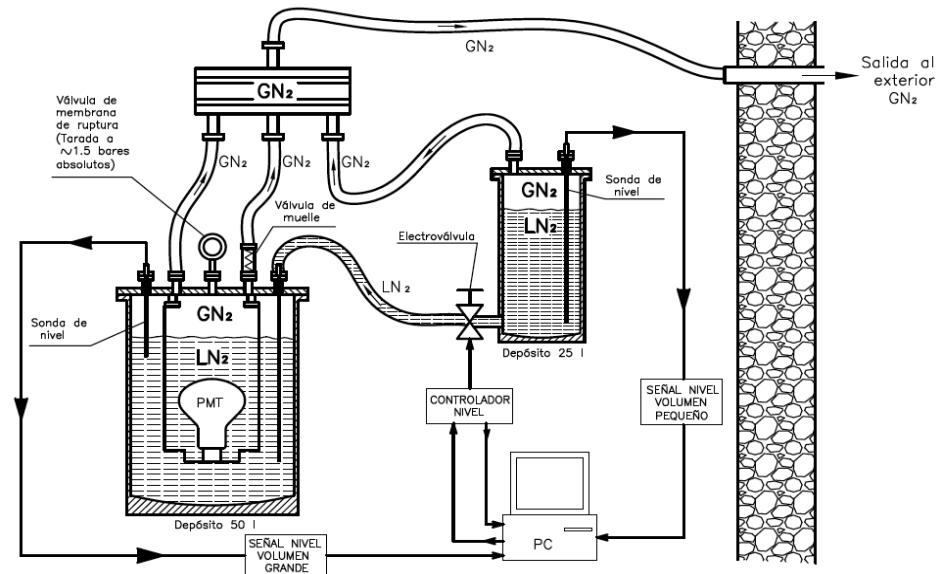 GN₂
Salida al
exterior
GN₂
GN₂
Válvula de
membrana
de ruptura
(Tarada a
~1.5 bares
absolutos)
GN₂
GN₂
GN₂
Válvula de
muelle
GN₂
LN₂
Sonda de
nivel
Electroválvula
LN₂
Depósito 25 l
Sonda de
nivel
GN₂
LN₂
PMT
Depósito 50 l
CONTROLADOR
NIVEL
SEÑAL NIVEL
VOLUMEN
PEQUEÑO
PC
SEÑAL NIVEL
VOLUMEN
GRANDE